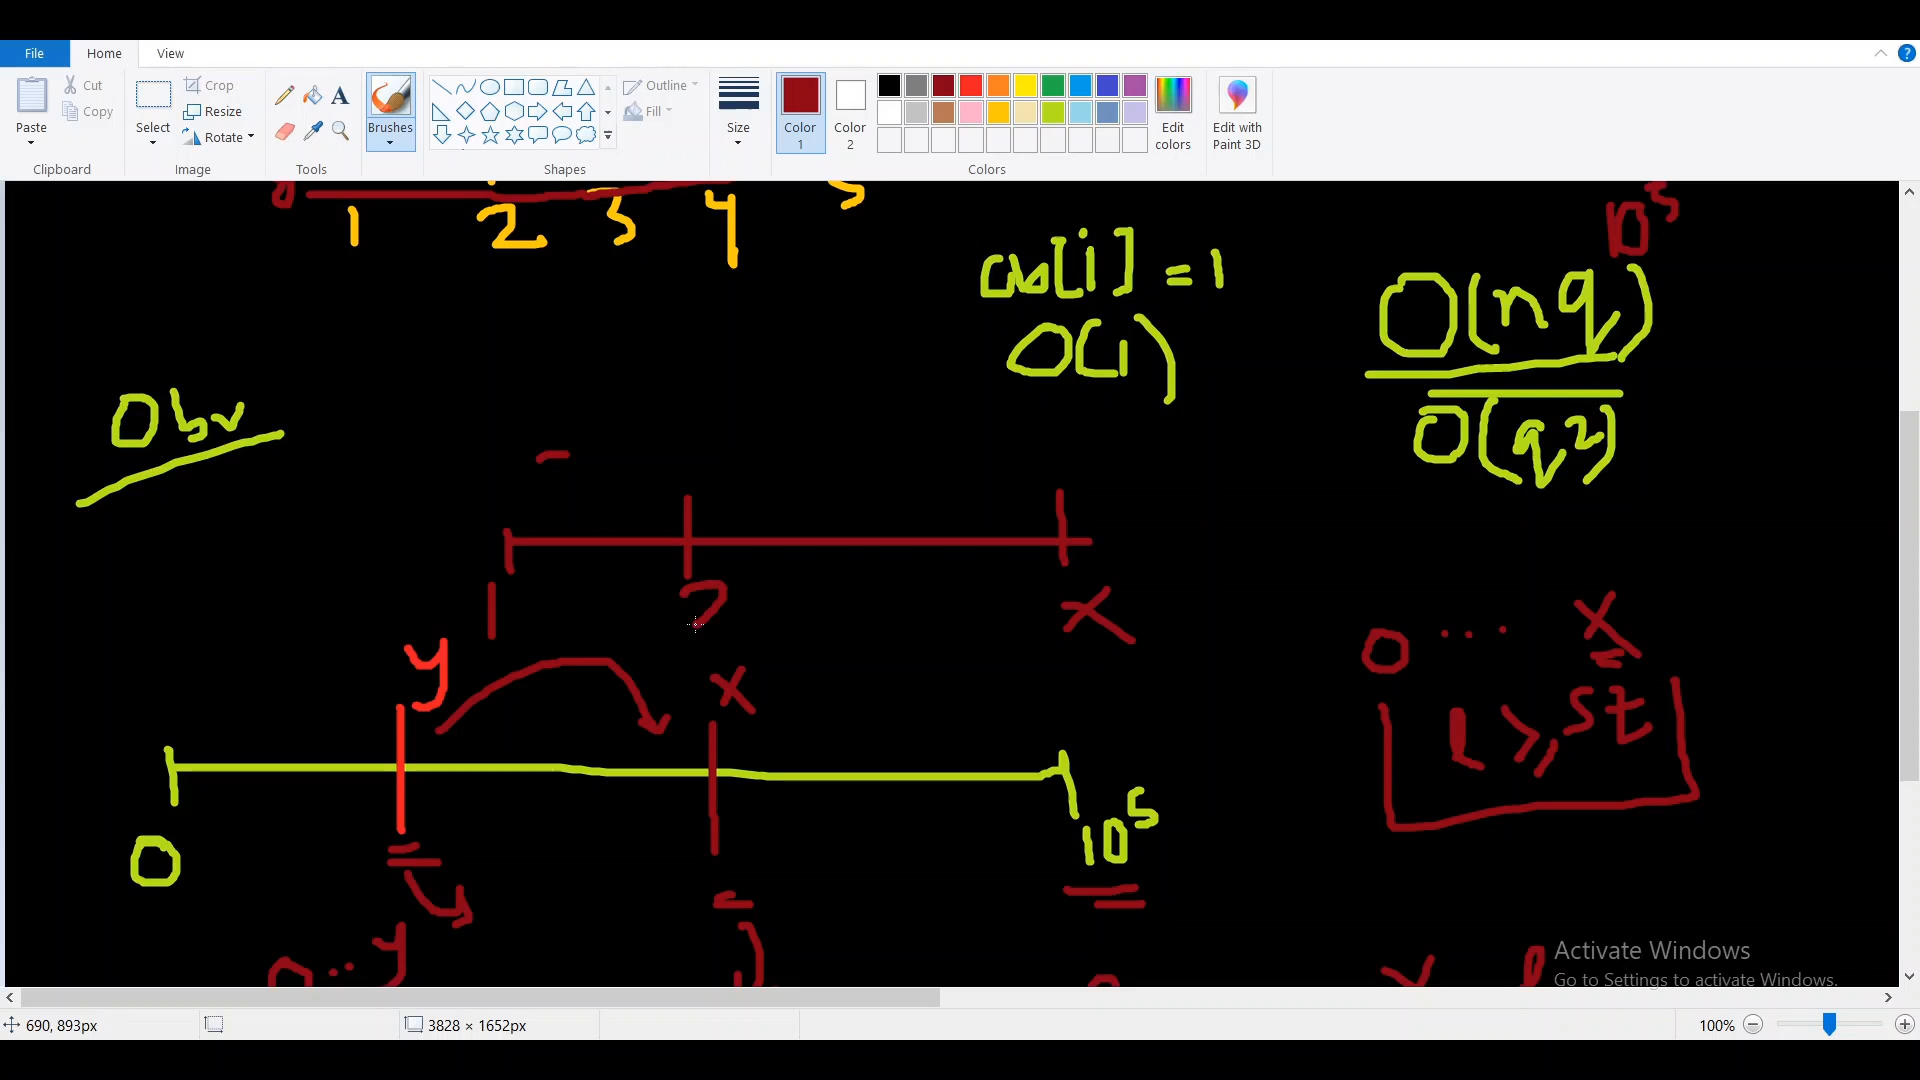 File Home View
Paste
Cut
Copy
Clipboard
Select
Crop
Resize
Rotate
Image
A
Tools
Brushes
Outline
Fill
Shapes
Size
Color 1
Color 2
Edit colors
Edit with Paint 3D
Colors
1 2 3 4 5
10^5
[i] = 1
O(1)
O(nq)
O(q2)
Obv
1 ? x
y x
0 ... x
l >, st
0 10^5
... y
Activate Windows
Go to Settings to activate Windows.
690, 893px
3828 × 1652px
100%